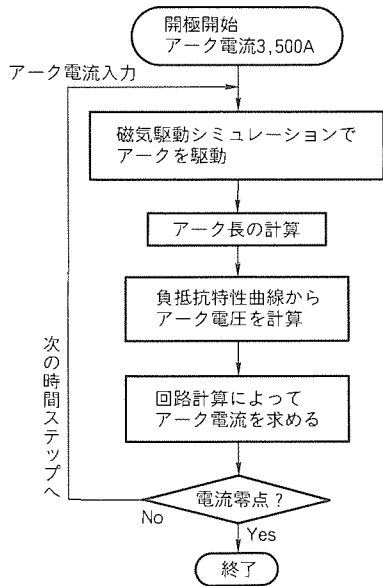 開極開始
アーク電流3,500A
アーク電流入力
磁気駆動シミュレーションで
アークを駆動
アーク長の計算
負抵抗特性曲線から
アーク電圧を計算
回路計算によって
アーク電流を求める
次の時間ステップへ
電流零点?
No
Yes
終了